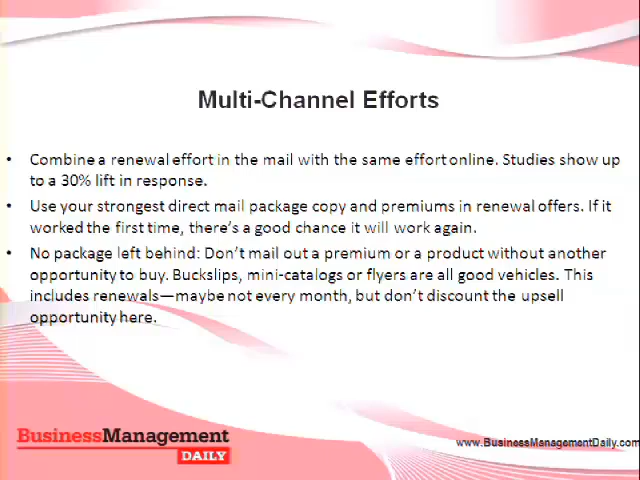 Multi-Channel Efforts
• Combine a renewal effort in the mail with the same effort online. Studies show up
to a 30% lift in response.
• Use your strongest direct mail package copy and premiums in renewal offers. If it
worked the first time, there's a good chance it will work again.
• No package left behind: Don't mail out a premium or a product without another
opportunity to buy. Buckslips, mini-catalogs or flyers are all good vehicles. This
includes renewals—maybe not every month, but don't discount the upsell
opportunity here.
BusinessManagement
DAILY
www.BusinessManagementDaily.com